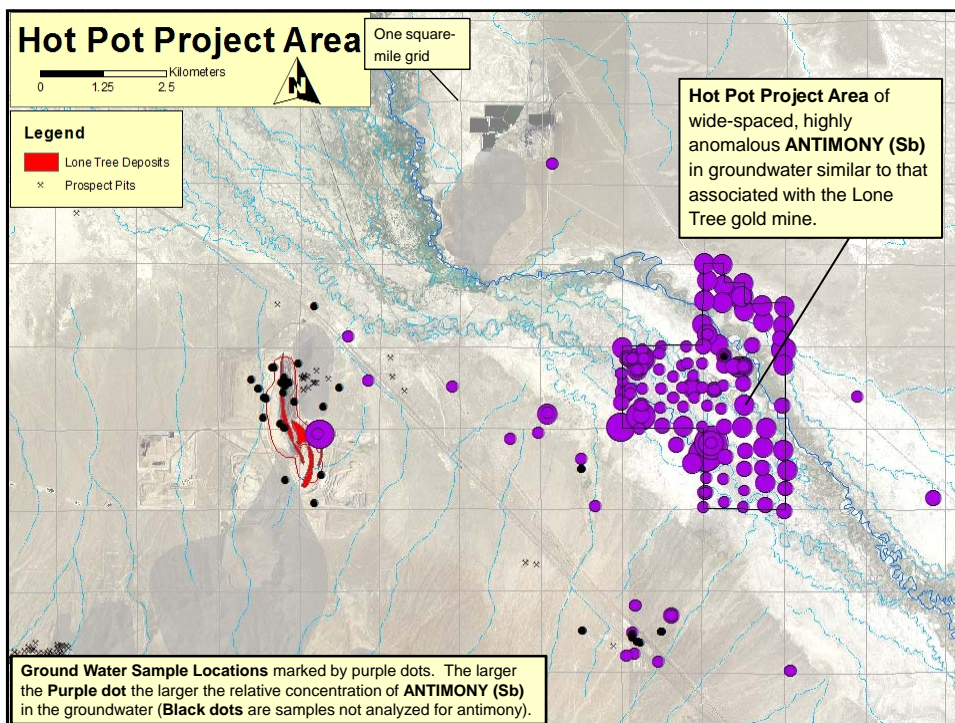 Hot Pot Project Area
Kilometers
0 1.25 2.5
N
Legend
Lone Tree Deposits
Prospect Pits
One square-
mile grid
Hot Pot Project Area of
wide-spaced, highly
anomalous ANTIMONY (Sb)
in groundwater similar to that
associated with the Lone
Tree gold mine.
Ground Water Sample Locations marked by purple dots. The larger
the Purple dot the larger the relative concentration of ANTIMONY (Sb)
in the groundwater (Black dots are samples not analyzed for antimony).